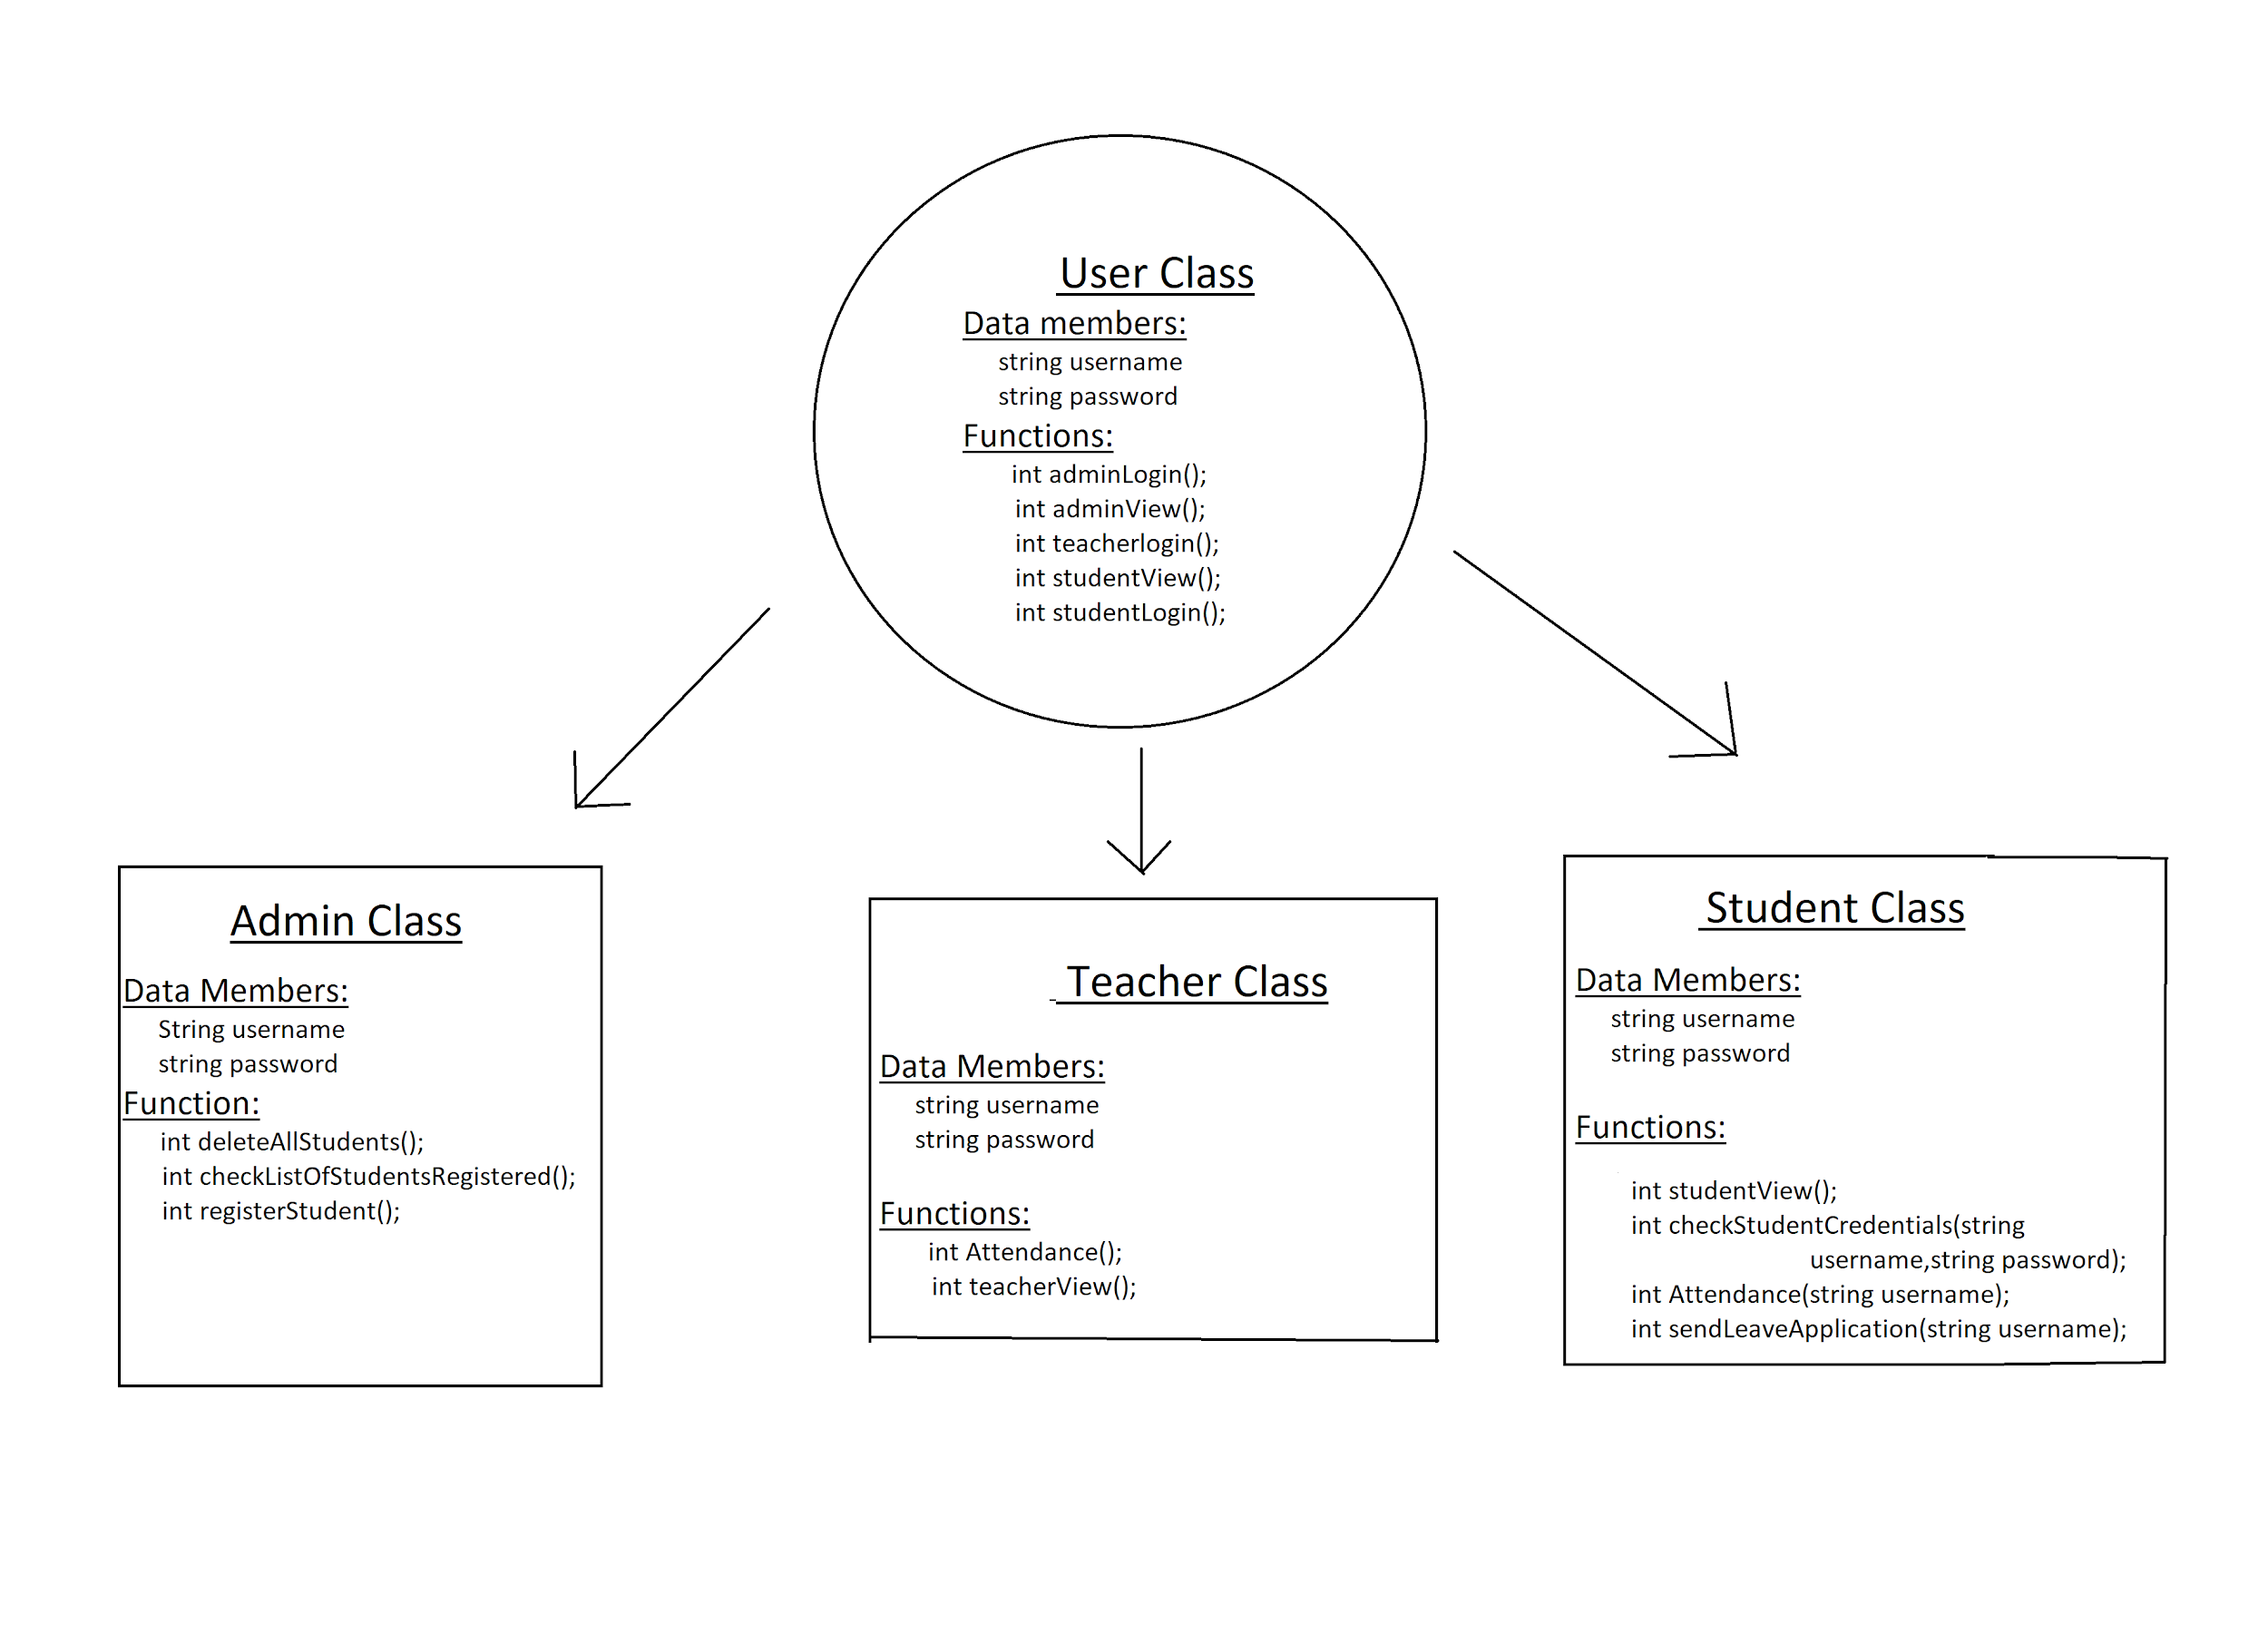 User Class
Data members:
string username
string password
Functions:
int adminLogin();
int adminView();
int teacherlogin();
int studentView();
int studentLogin();
Admin Class
Data Members:
String username
string password
Function:
int deleteAllStudents();
int checkListOfStudentsRegistered();
int registerStudent();
Teacher Class
Data Members:
string username
string password
Functions:
int Attendance();
int teacherView();
Student Class
Data Members:
string username
string password
Functions:
int studentView();
int checkStudentCredentials(string
username,string password);
int Attendance(string username);
int sendLeaveApplication(string username);